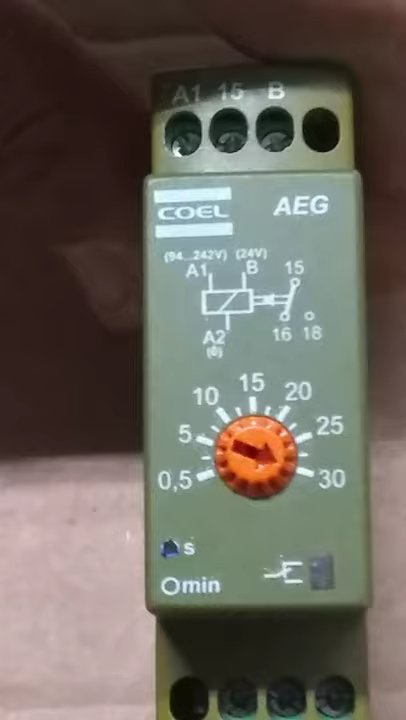 A1 15 B
COEL AEG
(94...242V) (24V)
A1 B 15
A2 16 18
(0)
15
10 20
5 25
0,5 30
s
min